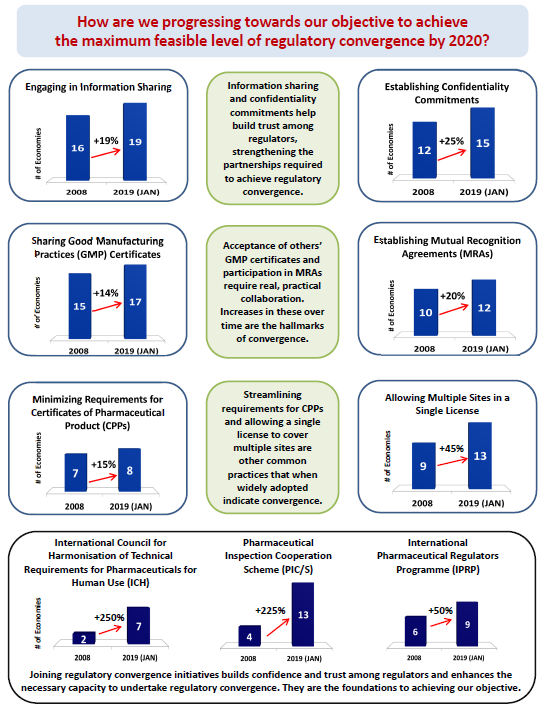 How are we progressing towards our objective to achieve
the maximum feasible level of regulatory convergence by 2020?
Engaging in Information Sharing
# of Economies
16
+19%
19
2008
2019 (JAN)
Information sharing
and confidentiality
commitments help
build trust among
regulators,
strengthening the
partnerships required
to achieve regulatory
convergence.
Establishing Confidentiality
Commitments
# of Economies
12
+25%
15
2008
2019 (JAN)
Sharing Good Manufacturing
Practices (GMP) Certificates
# of Economies
15
+14%
17
2008
2019 (JAN)
Acceptance of others'
GMP certificates and
participation in MRAs
require real, practical
collaboration.
Increases in these over
time are the hallmarks
of convergence.
Establishing Mutual Recognition
Agreements (MRAs)
# of Economies
10
+20%
12
2008
2019 (JAN)
Minimizing Requirements for
Certificates of Pharmaceutical
Product (CPPs)
# of Economies
7
+15%
8
2008
2019 (JAN)
Streamlining
requirements for CPPs
and allowing a single
license to cover
multiple sites are
other common
practices that when
widely adopted
indicate convergence.
Allowing Multiple Sites in a
Single License
# of Economies
9
+45%
13
2008
2019 (JAN)
International Council for
Harmonisation of Technical
Requirements for Pharmaceuticals for
Human Use (ICH)
# of Economies
2
+250%
7
2008
2019 (JAN)
Pharmaceutical
Inspection Cooperation
Scheme (PIC/S)
4
+225%
13
2008
2019 (JAN)
International
Pharmaceutical Regulators
Programme (IPRP)
6
+50%
9
2008
2019 (JAN)
Joining regulatory convergence initiatives builds confidence and trust among regulators and enhances the
necessary capacity to undertake regulatory convergence. They are the foundations to achieving our objective.